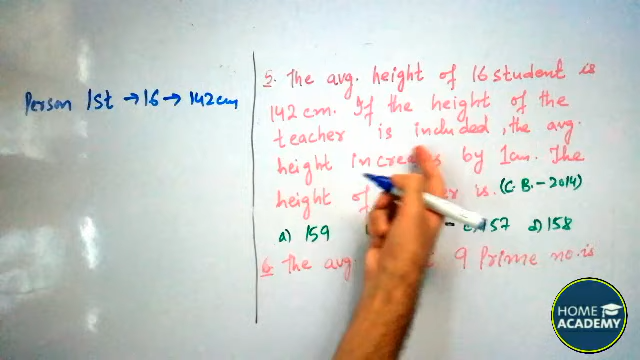 Person 1st → 16 → 142cm
5. The avg. height of 16 student is
142 cm. If the height of the
teacher is included, the avg.
height increases by 1cm. The
height of is. (C.B. - 2014)
a) 159 157 d) 158
6. The avg. 9 Prime no. is
HOME
ACADEMY